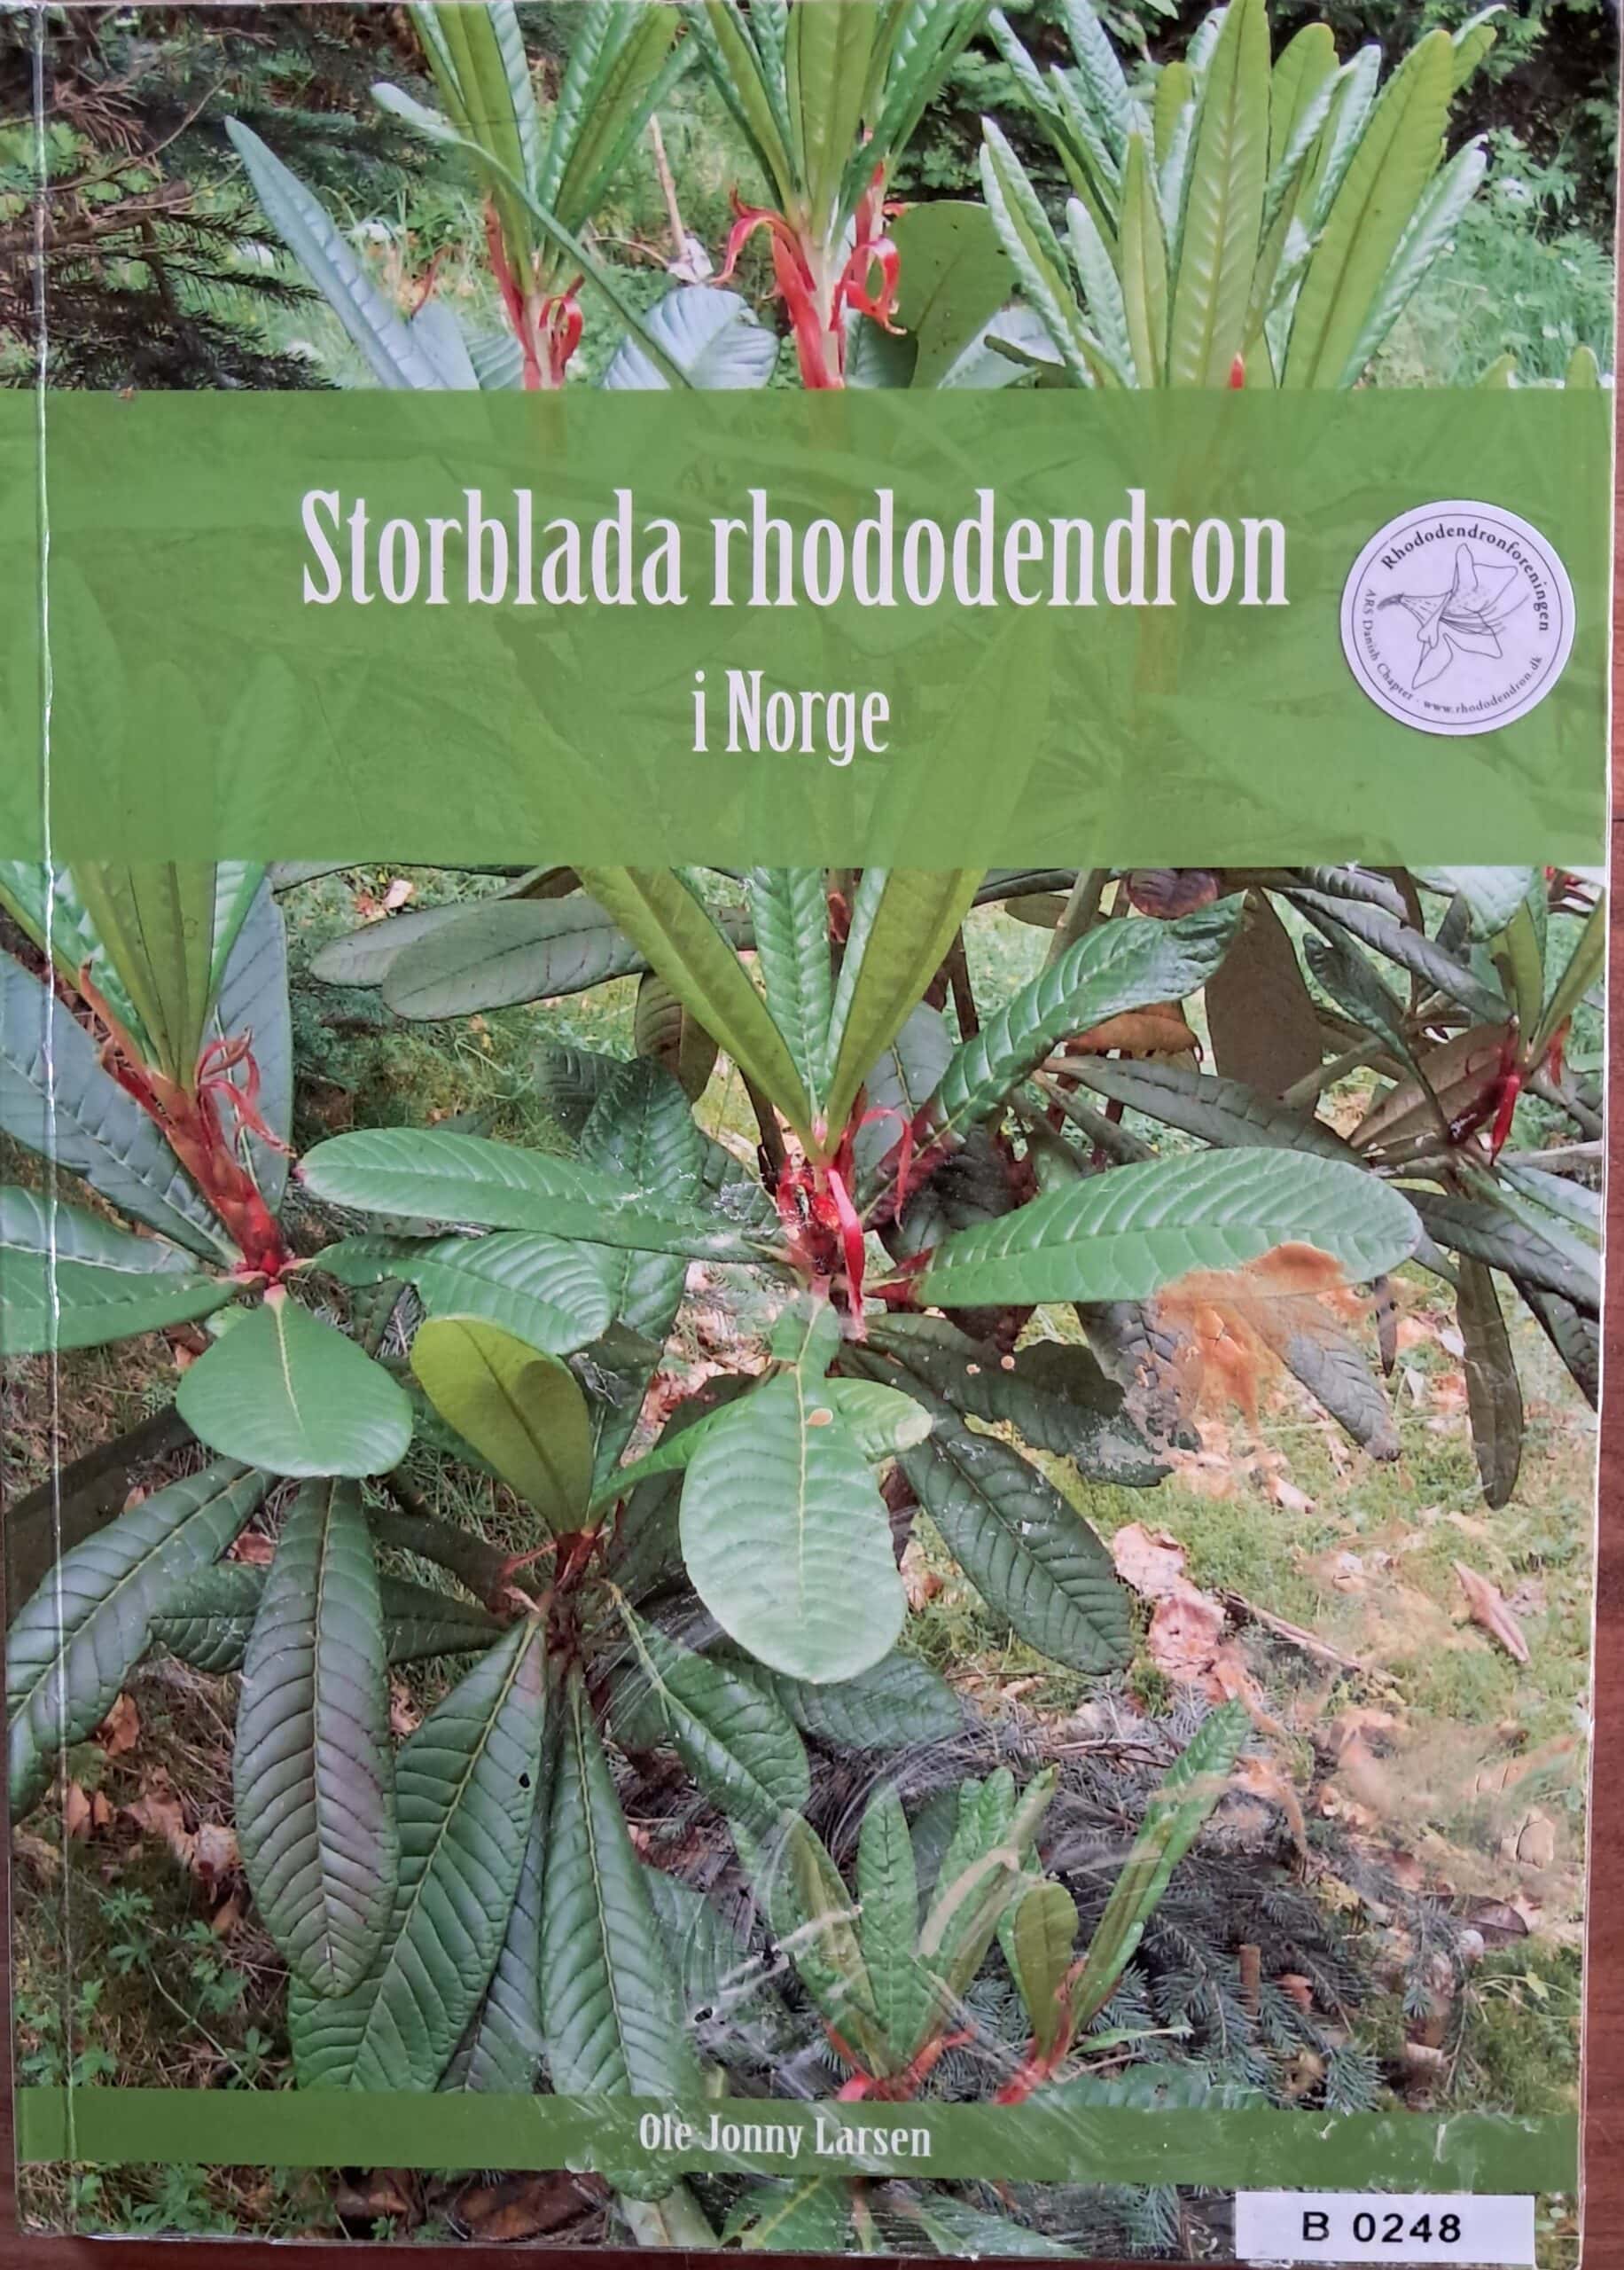 Storblada rhododendron
i Norge
Rhododendronforeningen
ARS Danish Chapter · www.rhododendron.dk
Ole Jonny Larsen
B 0248